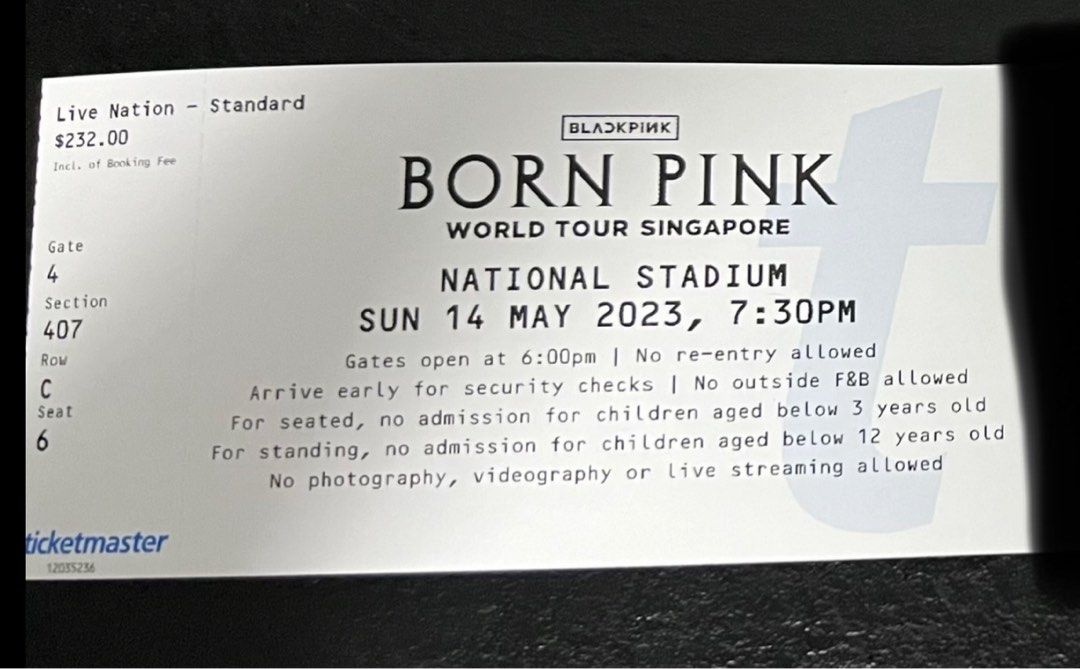 Live Nation - Standard
$232.00
Incl. of Booking Fee
Gate
4
Section
407
Row
C
Seat
6
ticketmaster
12035236
BLACKPINK
BORN PINK
WORLD TOUR SINGAPORE
NATIONAL STADIUM
SUN 14 MAY 2023, 7:30PM
Gates open at 6:00pm | No re-entry allowed
Arrive early for security checks | No outside F&B allowed
For seated, no admission for children aged below 3 years old
For standing, no admission for children aged below 12 years old
No photography, videography or live streaming allowed
t